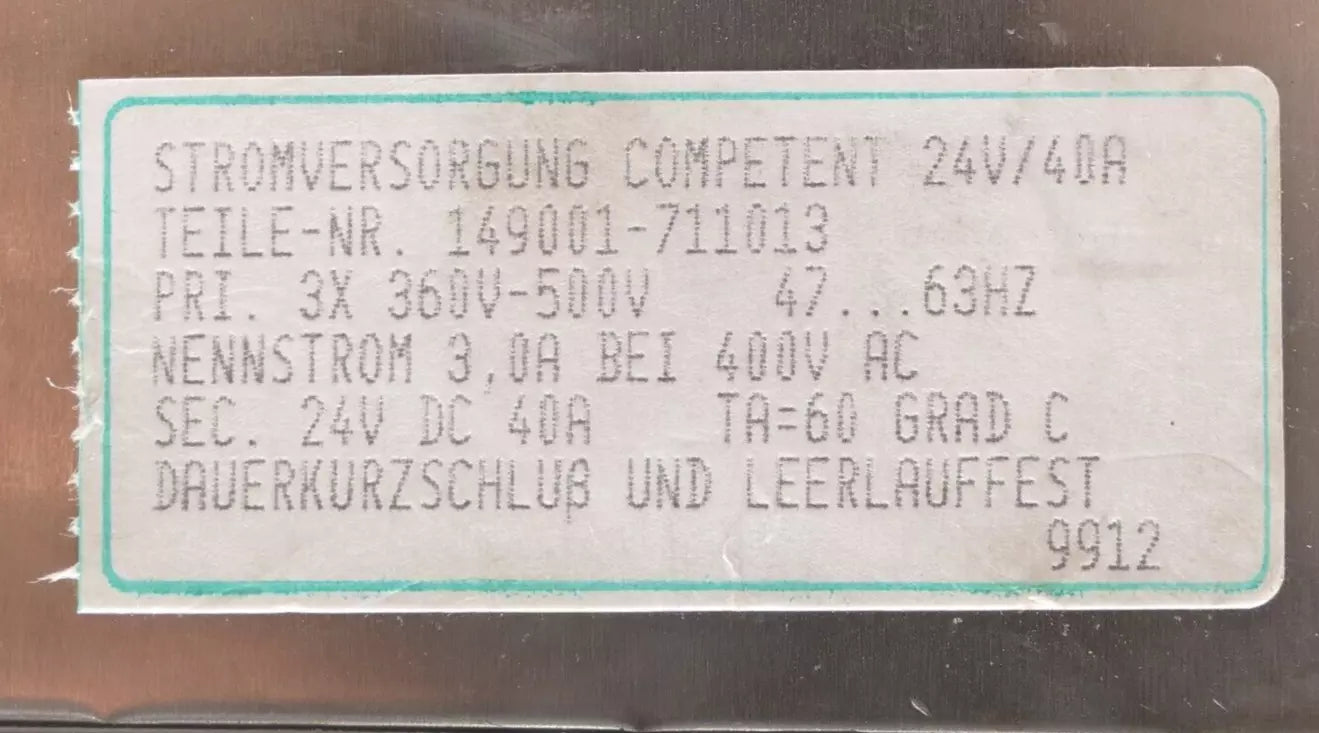 STROMVERSORGUNG COMPETENT 24V/40A
TEILE-NR. 149001-711013
PRI. 3X 360V-500V 47...63HZ
NENNSTROM 3,0A BEI 400V AC
SEC. 24V DC 40A TA=60 GRAD C
DAUERKURZSCHLUß UND LEERLAUFFEST
9912